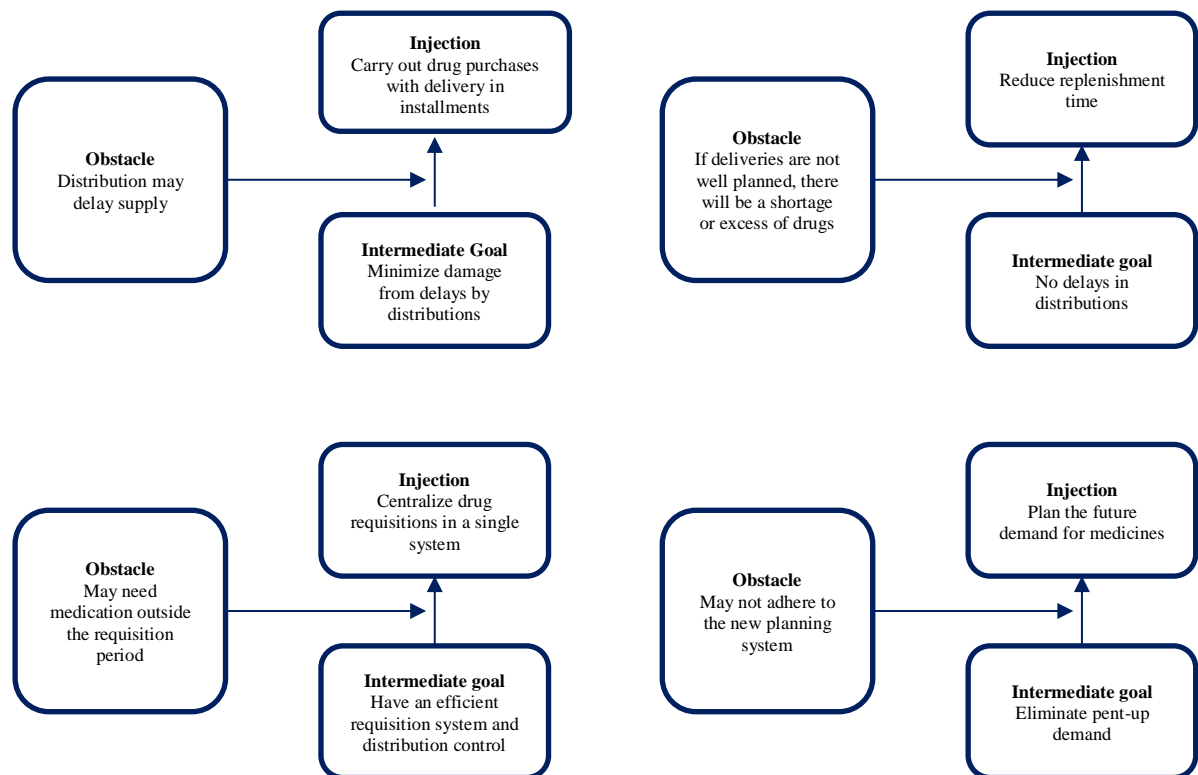 Injection
Carry out drug purchases
with delivery in
installments
Obstacle
Distribution may
delay supply
Intermediate Goal
Minimize damage
from delays by
distributions
Injection
Reduce replenishment
time
Obstacle
If deliveries are not
well planned, there
will be a shortage
or excess of drugs
Intermediate goal
No delays in
distributions
Injection
Centralize drug
requisitions in a single
system
Obstacle
May need
medication outside
the requisition
period
Intermediate goal
Have an efficient
requisition system and
distribution control
Injection
Plan the future
demand for medicines
Obstacle
May not adhere to
the new planning
system
Intermediate goal
Eliminate pent-up
demand